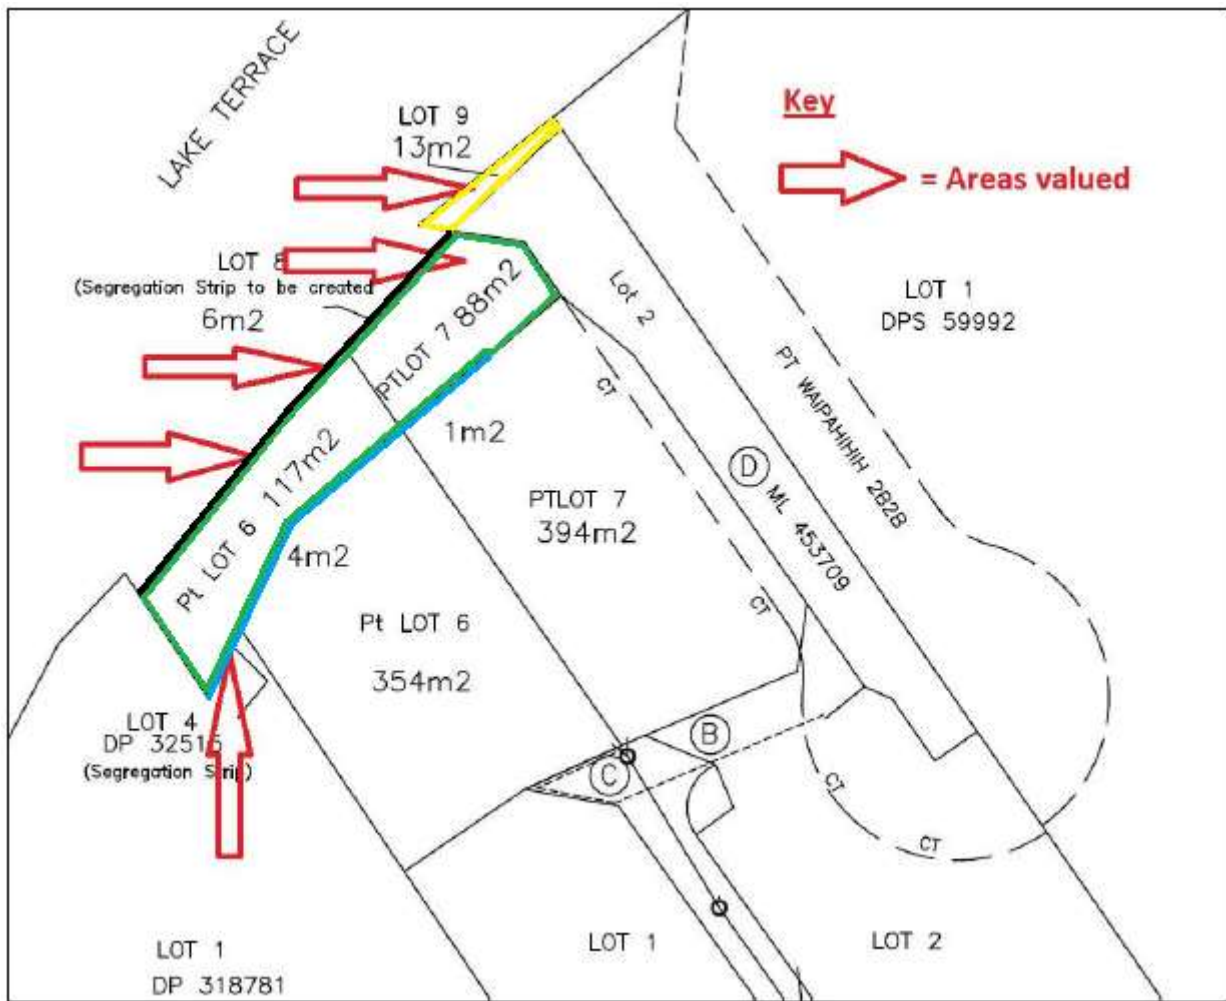 LAKE TERRACE
LOT 9
13m2
Key
= Areas valued
LOT 8
(Segregation Strip to be created
6m2
PTLOT 7 88m2
Lot 2
LOT 1
DPS 59992
PT WAIPAHIHIH 2B2B
CT
1m2
Pt LOT 6 117m2
D
ML 453709
PTLOT 7
394m2
4m2
CT
Pt LOT 6
354m2
LOT 4
DP 32515
(Segregation Strip)
B
C
CT
CT
LOT 1
DP 318781
LOT 1
LOT 2